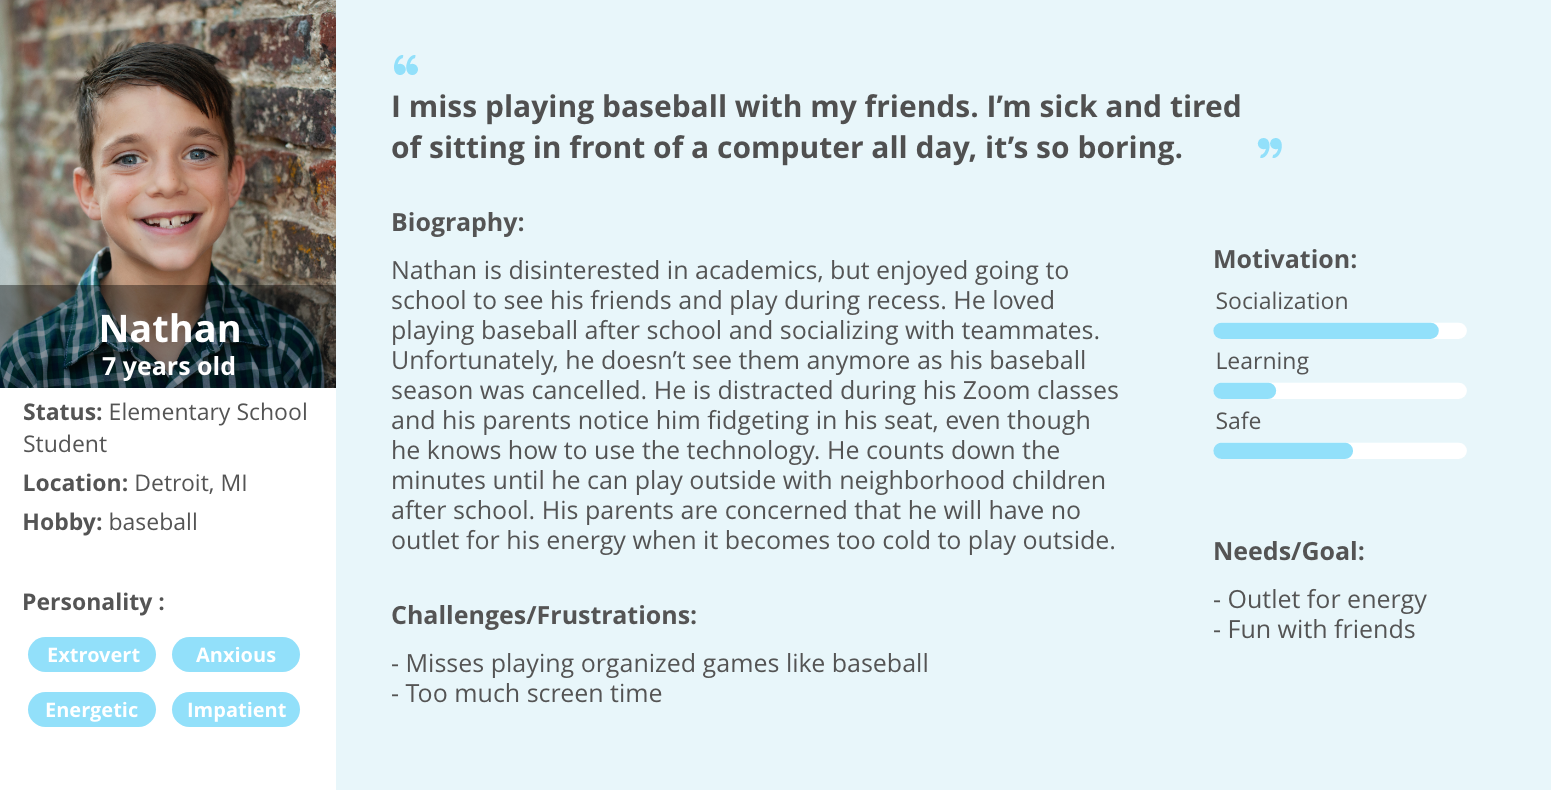 Nathan
7 years old
Status: Elementary School
Student
Location: Detroit, MI
Hobby: baseball
Personality :
Extrovert Anxious
Energetic Impatient
“
I miss playing baseball with my friends. I’m sick and tired
of sitting in front of a computer all day, it’s so boring. ”
Biography:
Nathan is disinterested in academics, but enjoyed going to
school to see his friends and play during recess. He loved
playing baseball after school and socializing with teammates.
Unfortunately, he doesn’t see them anymore as his baseball
season was cancelled. He is distracted during his Zoom classes
and his parents notice him fidgeting in his seat, even though
he knows how to use the technology. He counts down the
minutes until he can play outside with neighborhood children
after school. His parents are concerned that he will have no
outlet for his energy when it becomes too cold to play outside.
Challenges/Frustrations:
- Misses playing organized games like baseball
- Too much screen time
Motivation:
Socialization
Learning
Safe
Needs/Goal:
- Outlet for energy
- Fun with friends